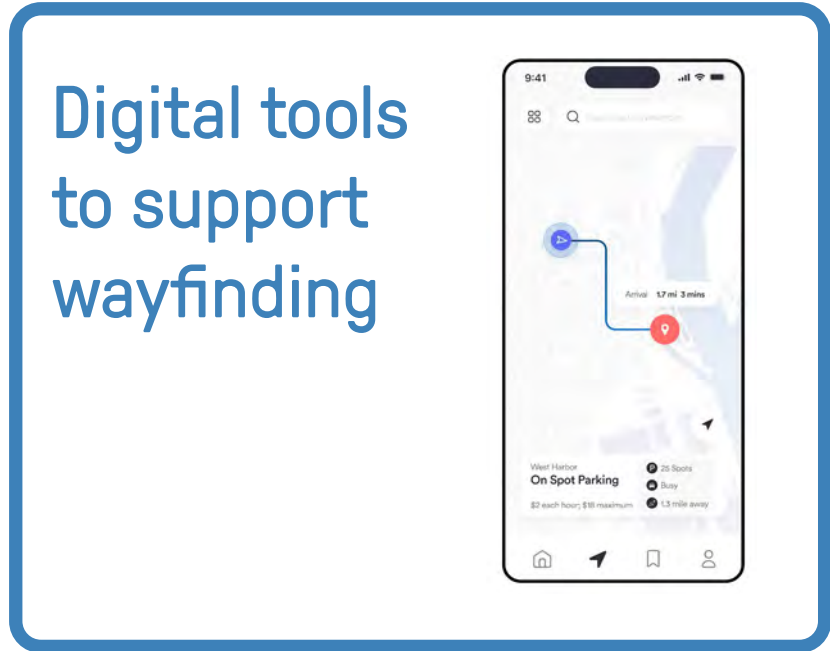 Digital tools
to support
wayfinding
9:41
Arrival 1.7 mi 3 mins
West Harbor
On Spot Parking
$2 each hour; $18 maximum
P 25 Spots
Busy
1.3 mile away